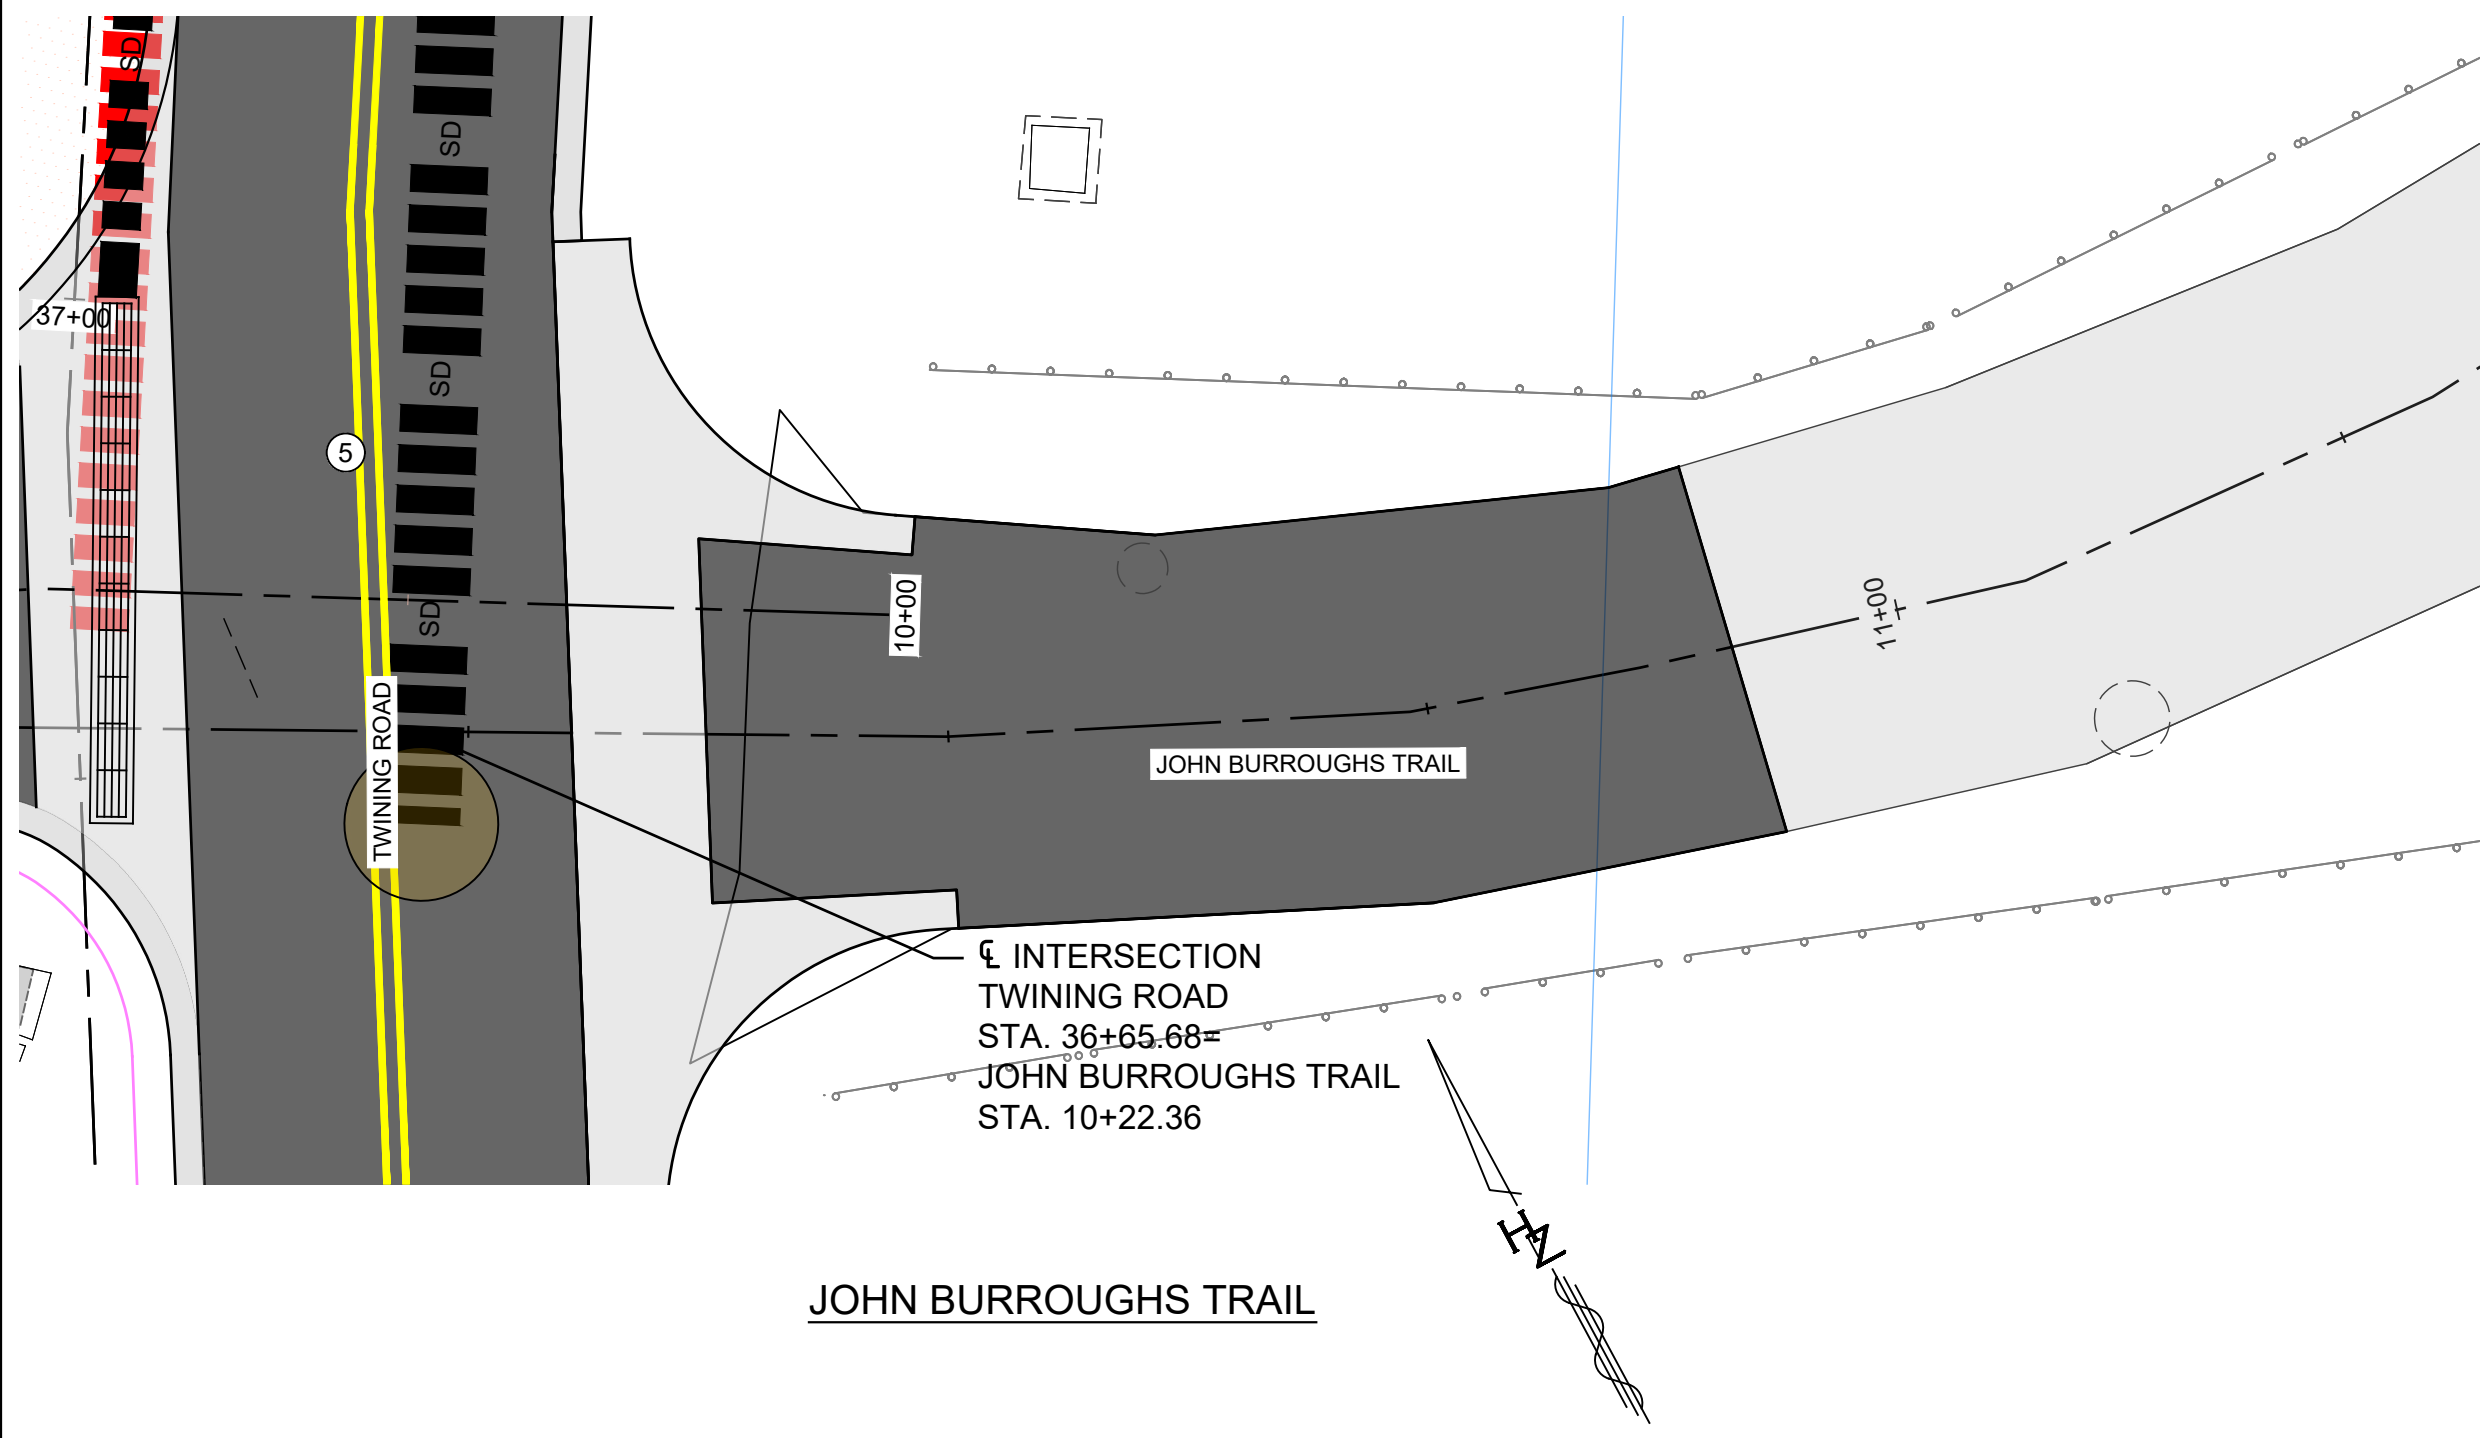 SD
SD
37+00
SD
5
10+00
SD
11+00
TWINING ROAD
JOHN BURROUGHS TRAIL
℄ INTERSECTION
TWINING ROAD
STA. 36+65.68=
JOHN BURROUGHS TRAIL
STA. 10+22.36
N
JOHN BURROUGHS TRAIL